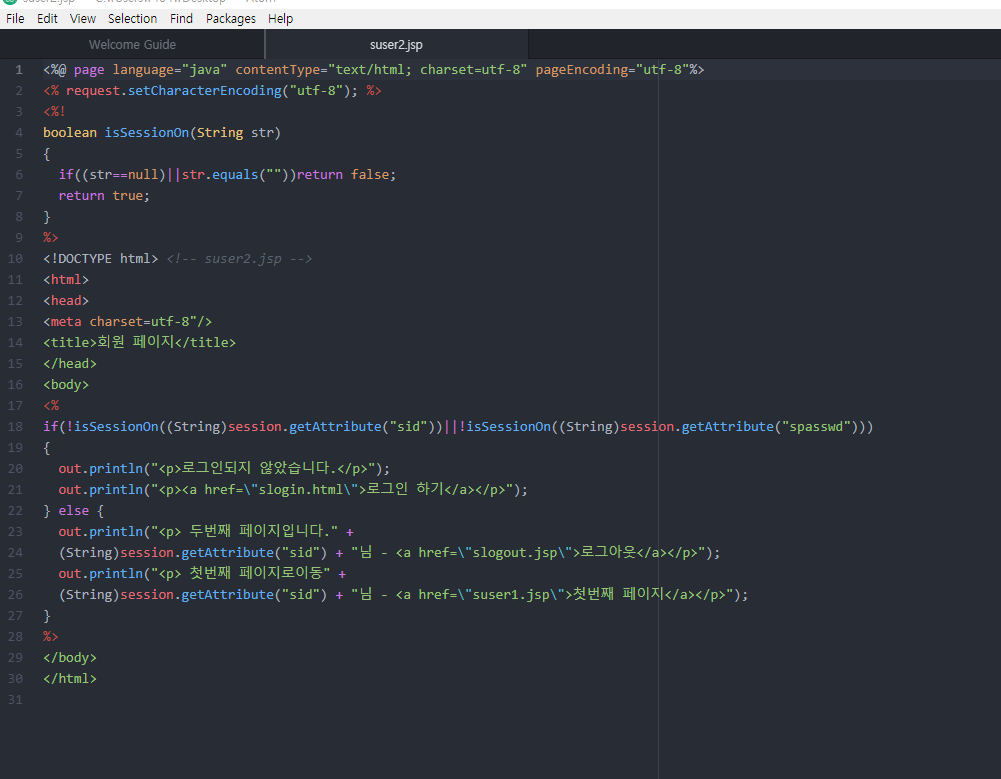 File Edit View Selection Find Packages Help
Welcome Guide suser2.jsp
1 <%@ page language="java" contentType="text/html; charset=utf-8" pageEncoding="utf-8"%>
2 <% request.setCharacterEncoding("utf-8"); %>
3 <%!
4 boolean isSessionOn(String str)
5 {
6 if((str==null)||str.equals(""))return false;
7 return true;
8 }
9 %>
10 <!DOCTYPE html> <!-- suser2.jsp -->
11 <html>
12 <head>
13 <meta charset=utf-8"/>
14 <title>회원 페이지</title>
15 </head>
16 <body>
17 <%
18 if(!isSessionOn((String)session.getAttribute("sid"))||!isSessionOn((String)session.getAttribute("spasswd")))
19 {
20 out.println("<p>로그인되지 않았습니다.</p>");
21 out.println("<p><a href=\"slogin.html\">로그인 하기</a></p>");
22 } else {
23 out.println("<p> 두번째 페이지입니다." +
24 (String)session.getAttribute("sid") + "님 - <a href=\"slogout.jsp\">로그아웃</a></p>");
25 out.println("<p> 첫번째 페이지로이동" +
26 (String)session.getAttribute("sid") + "님 - <a href=\"suser1.jsp\">첫번째 페이지</a></p>");
27 }
28 %>
29 </body>
30 </html>
31